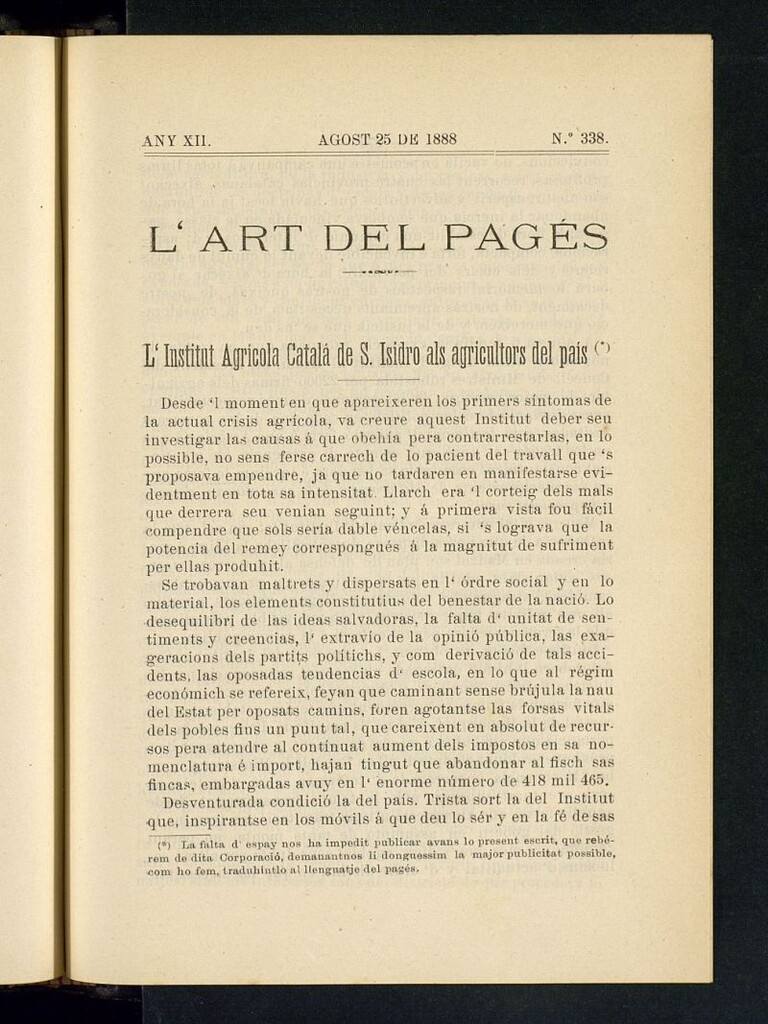 ANY XII. AGOST 25 DE 1888 N.º 338.
L‘ ART DEL PAGÉS
L‘ Institut Agrícola Catalá de S. Isidro als agricultors del país (*)
Desde ‘l moment en que apareixeren los primers síntomas de
la actual crisis agrícola, va creure aquest Institut deber seu
investigar las causas á que obehía pera contrarrestarlas, en lo
possible, no sens ferse carrech de lo pacient del travall que ‘s
proposava empendre, ja que no tardaren en manifestarse evi-
dentment en tota sa intensitat. Llarch era ‘l corteig dels mals
que derrera seu venian seguint; y á primera vista fou fácil
compendre que sols sería dable véncelas, si ‘s lograva que la
potencia del remey correspongués á la magnitut de sufriment
per ellas produhit.
Se trobavan maltrets y dispersats en l‘ órdre social y en lo
material, los elements constitutius del benestar de la nació. Lo
desequilibri de las ideas salvadoras, la falta d‘ unitat de sen-
timents y creencias, l‘ extravío de la opinió pública, las exa-
geracions dels partits polítichs, y com derivació de tals acci-
dents, las oposadas tendencias d‘ escola, en lo que al régim
económich se refereix, feyan que caminant sense brújula la nau
del Estat per oposats camins, foren agotantse las forsas vitals
dels pobles fins un punt tal, que careixent en absolut de recur-
sos pera atendre al continuat aument dels impostos en sa no-
menclatura é import, hajan tingut que abandonar al fisch sas
fincas, embargadas avuy en l‘ enorme número de 418 mil 465.
Desventurada condició la del país. Trista sort la del Institut
que, inspirantse en los móvils á que deu lo sér y en la fé de sas
(*) La falta d‘ espay nos ha impedit publicar avans lo present escrit, que rebé-
rem de dita Corporació, demanantnos li donguessim la major publicitat possible,
com ho fem, traduhintlo al llenguatje del pagés.